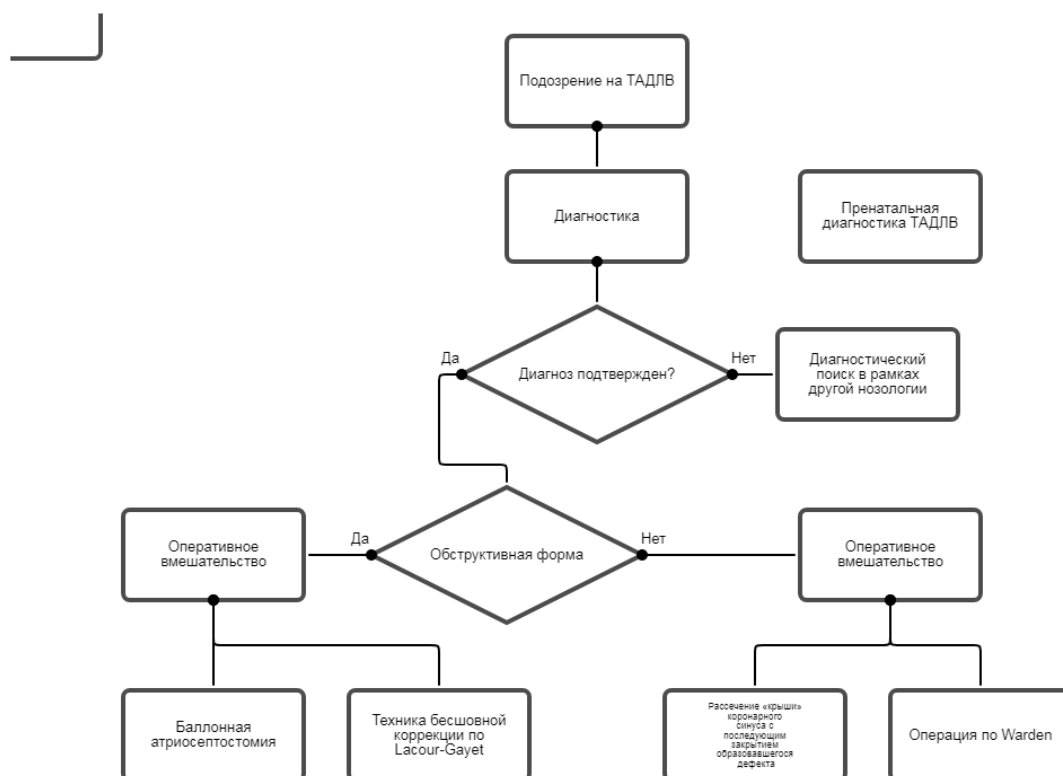 Подозрение на ТАДЛВ
Диагностика
Пренатальная
диагностика ТАДЛВ
Да
Диагноз подтвержден?
Нет
Диагностический
поиск в рамках
другой нозологии
Оперативное
вмешательство
Да
Обструктивная форма
Нет
Оперативное
вмешательство
Баллонная
атриосептостомия
Техника бесшовной
коррекции по
Lacour-Gayet
Рассечение «крыши»
коронарного
синуса с
последующим
закрытием
образовавшегося
дефекта
Операция по Warden